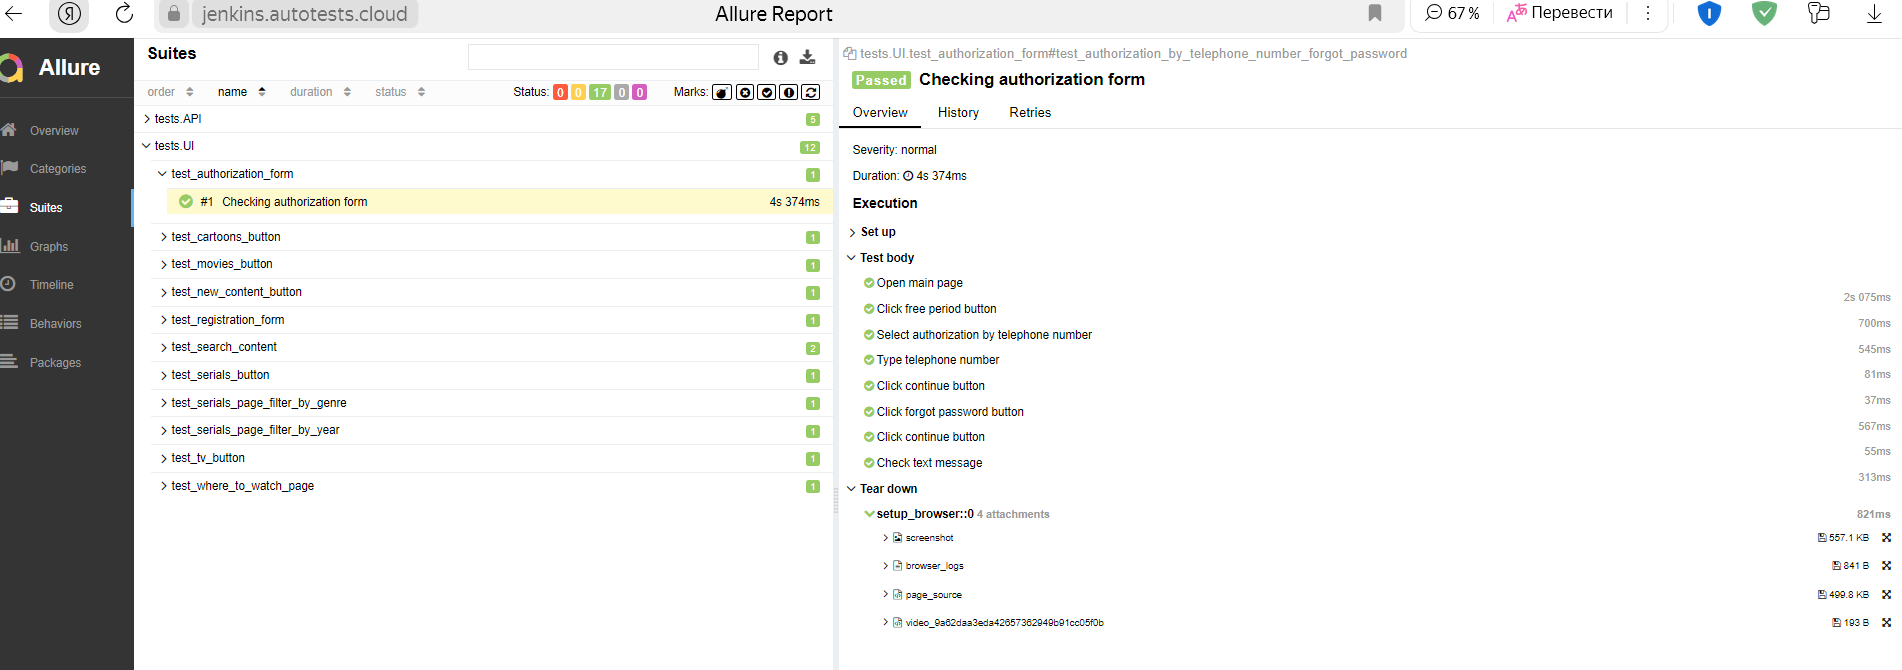 jenkins.autotests.cloud
Allure Report
67 %
Перевести
Allure
Overview
Categories
Suites
Graphs
Timeline
Behaviors
Packages
Suites
order name duration status
Status: 0 0 17 0 0
Marks:
tests.API 5
tests.UI 12
test_authorization_form 1
#1 Checking authorization form 4s 374ms
test_cartoons_button 1
test_movies_button 1
test_new_content_button 1
test_registration_form 1
test_search_content 2
test_serials_button 1
test_serials_page_filter_by_genre 1
test_serials_page_filter_by_year 1
test_tv_button 1
test_where_to_watch_page 1
tests.UI.test_authorization_form#test_authorization_by_telephone_number_forgot_password
Passed Checking authorization form
Overview History Retries
Severity: normal
Duration: 4s 374ms
Execution
Set up
Test body
Open main page 2s 075ms
Click free period button 700ms
Select authorization by telephone number 545ms
Type telephone number 81ms
Click continue button 37ms
Click forgot password button 567ms
Click continue button 55ms
Check text message 313ms
Tear down
setup_browser::0 4 attachments 821ms
screenshot 557.1 KB
browser_logs 841 B
page_source 499.8 KB
video_9a62daa3eda42657362949b91cc05f0b 193 B